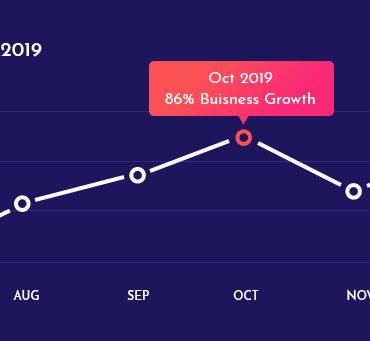 2019
Oct 2019
86% Buisness Growth
AUG
SEP
OCT
NOV